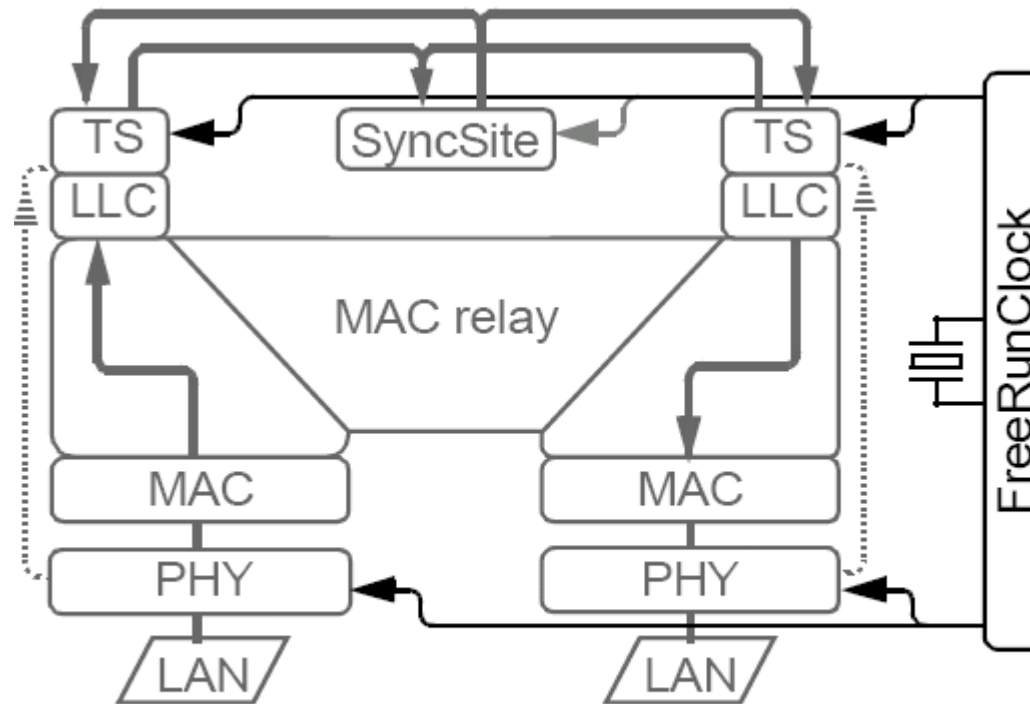 TS
SyncSite
TS
LLC
LLC
MAC relay
FreeRunClock
MAC
MAC
PHY
PHY
LAN
LAN